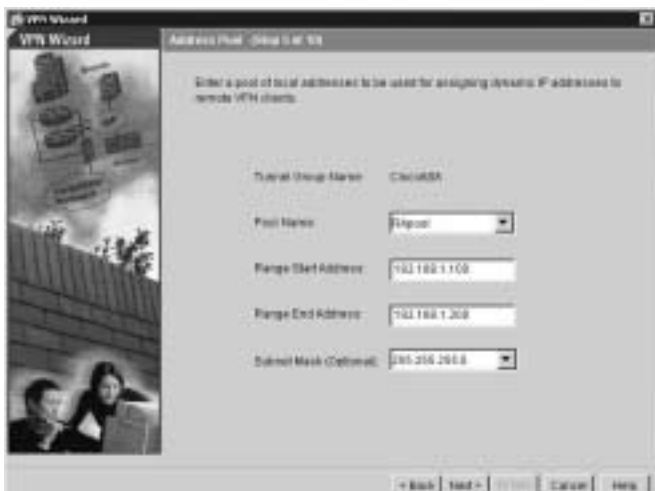 VPN Wizard
VPN Wizard
Address Pool (Step 5 of 10)
Enter a pool of local addresses to be used for assigning dynamic IP addresses to
remote VPN clients.
Tunnel Group Name:
Pool Name:
Range Start Address:
192.168.1.100
Range End Address:
192.168.1.200
Subnet Mask (Optional):
255.255.255.0
< Back
Next >
Cancel
Help